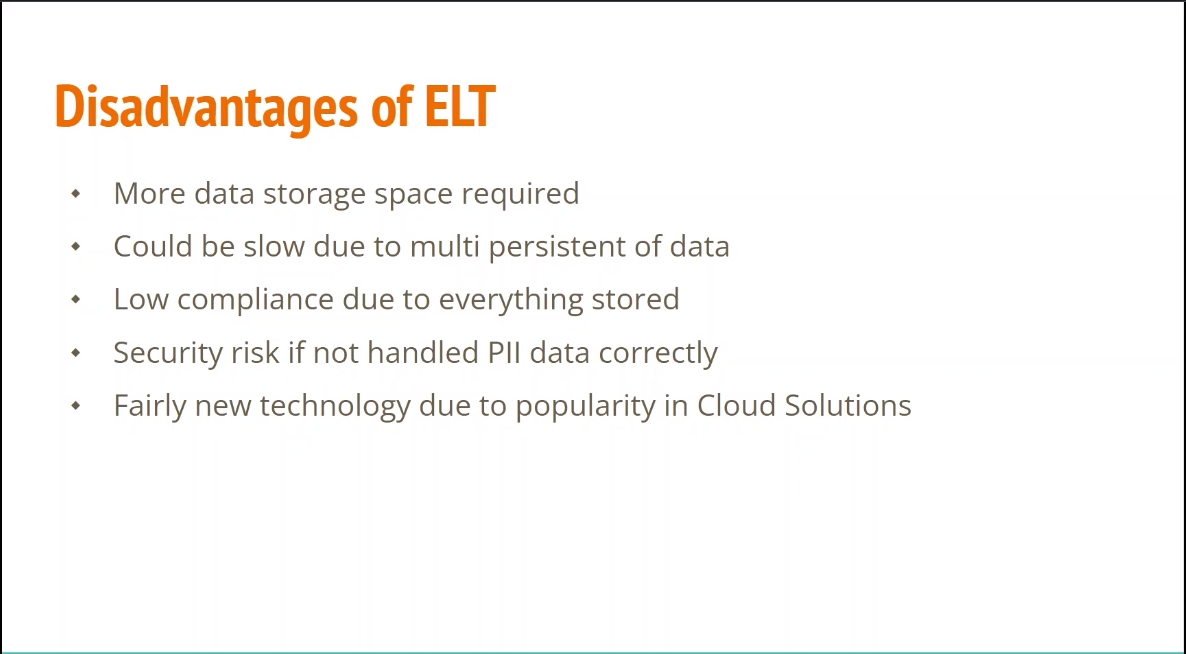 Disadvantages of ELT
More data storage space required
Could be slow due to multi persistent of data
Low compliance due to everything stored
Security risk if not handled PII data correctly
Fairly new technology due to popularity in Cloud Solutions